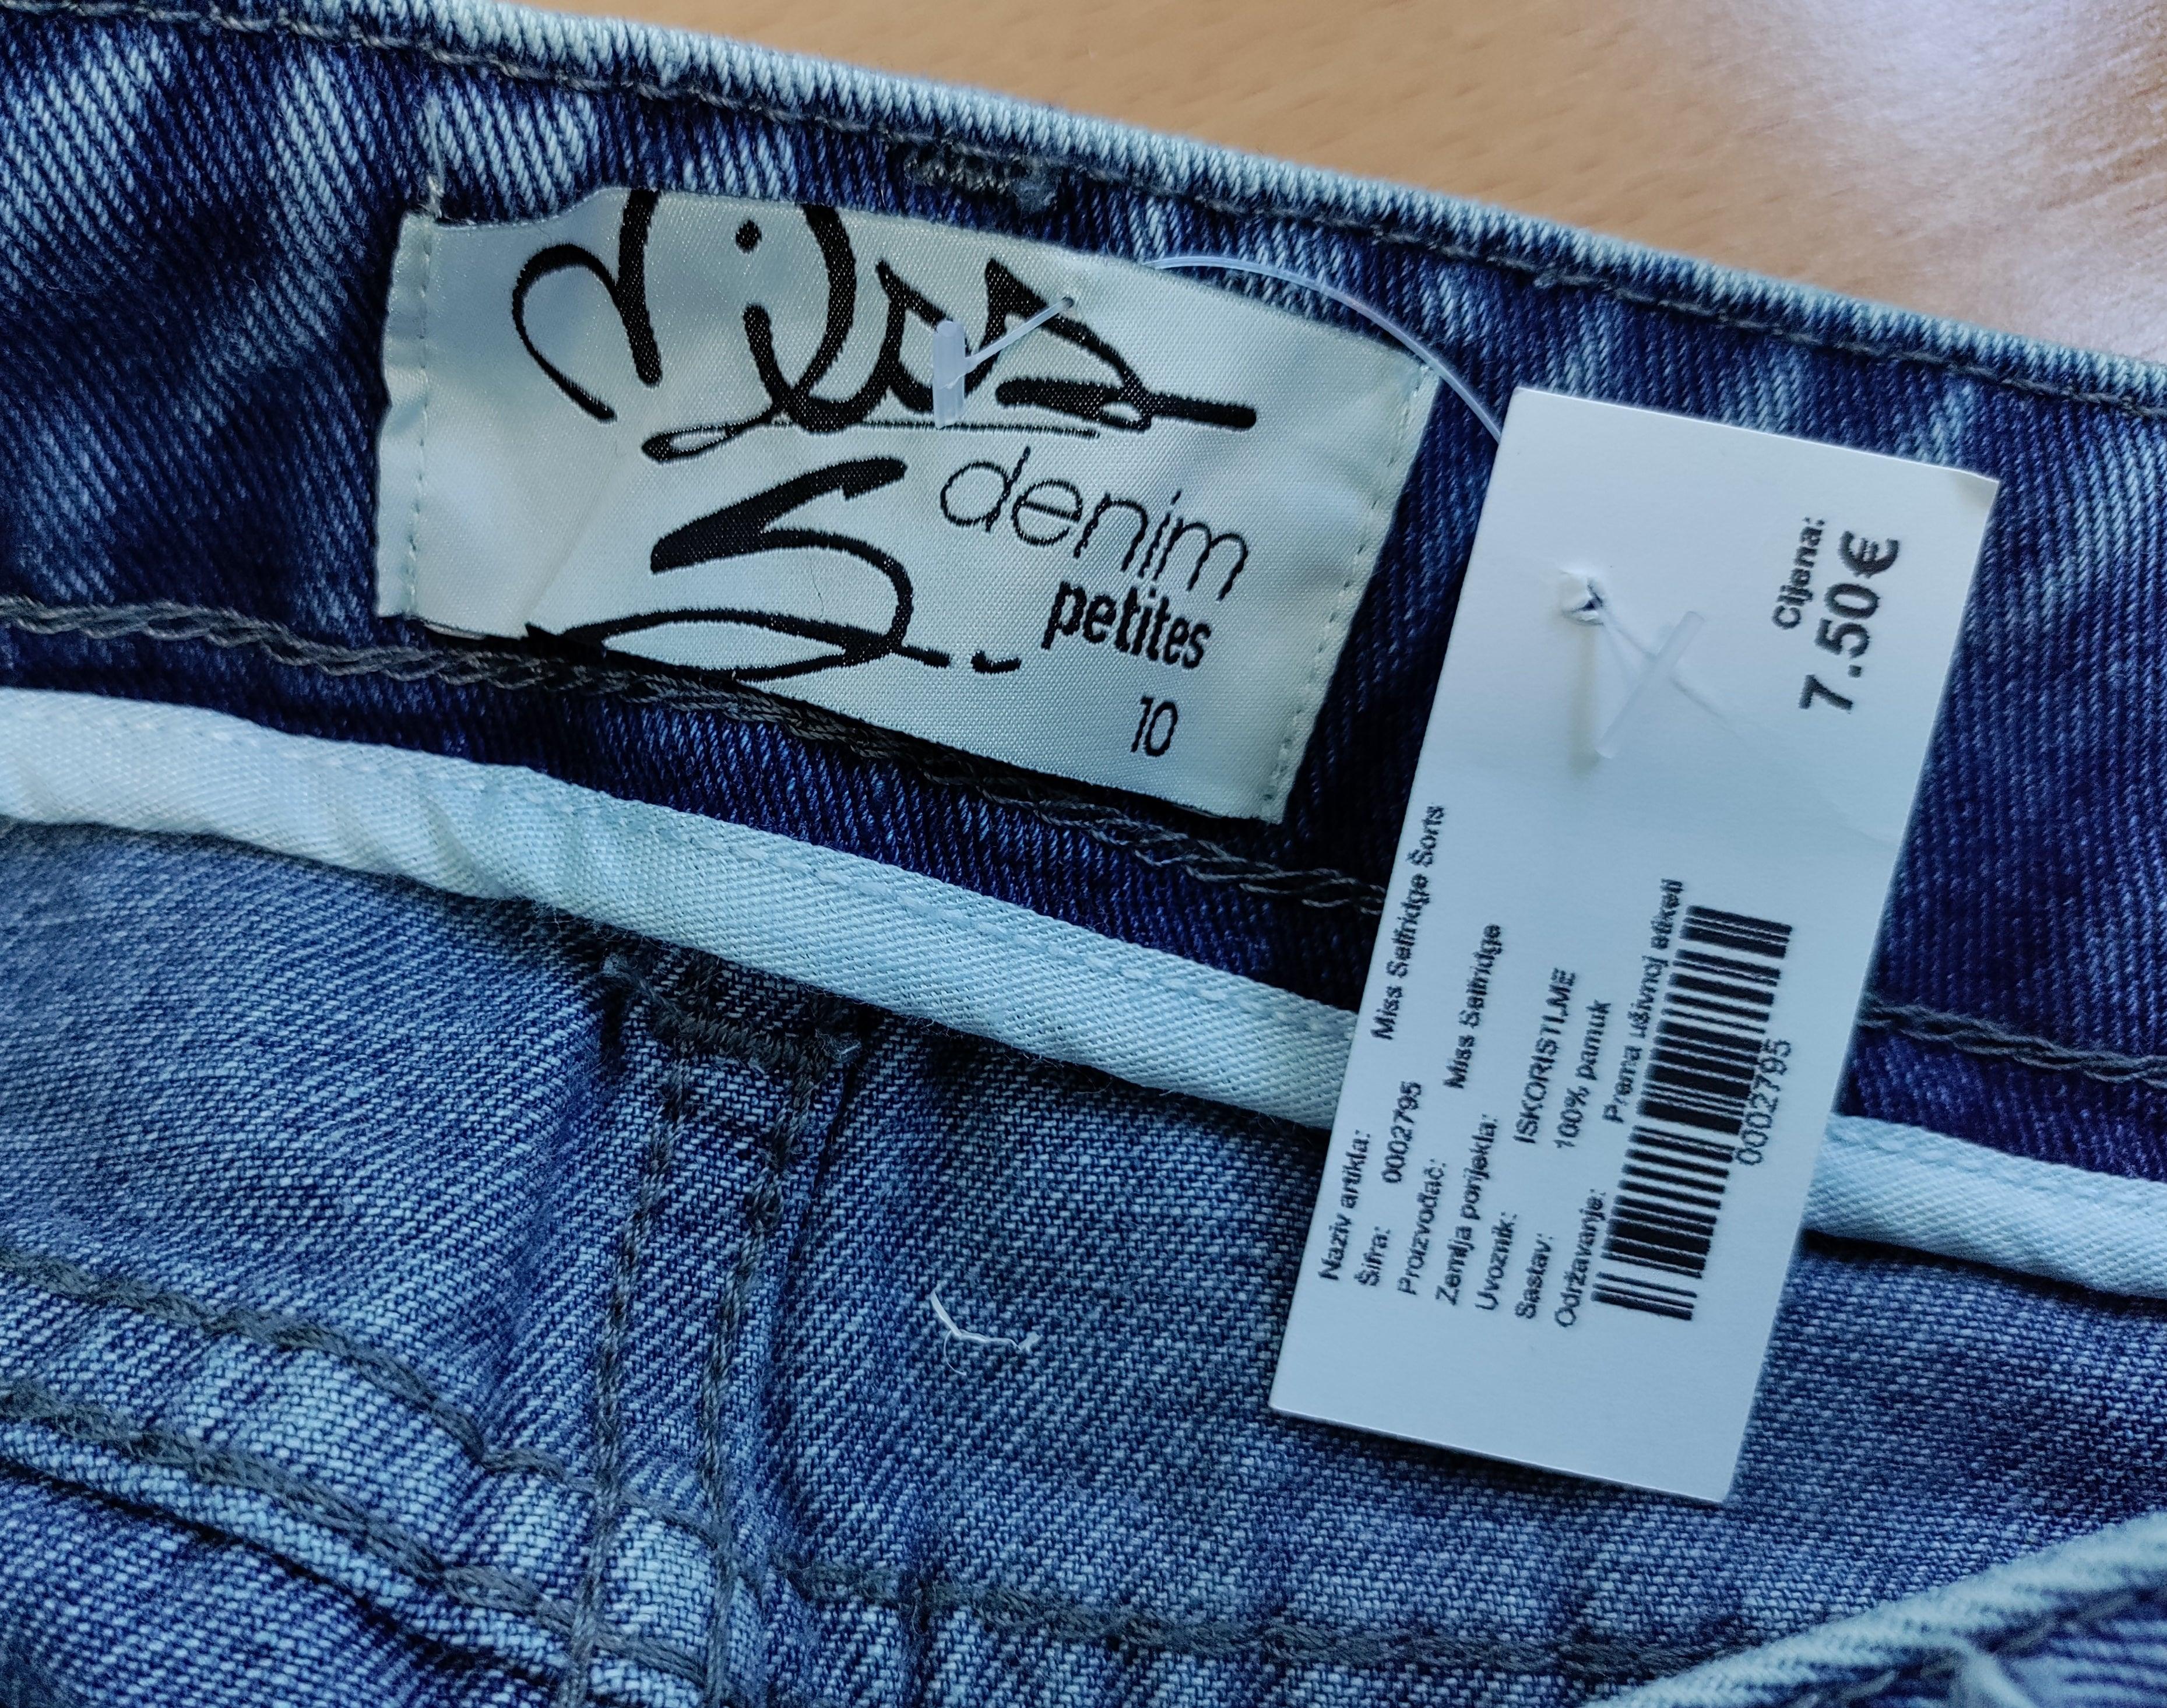 Miss
S
denim
petites
10
Cijena:
7.50€
Naziv artikla: Miss Selfridge Šorts
Šifra: 0002795
Proizvođač: Miss Selfridge
Zemlja porijekla:
Uvoznik: ISKORISTI.ME
Sastav: 100% pamuk
Održavanje: Prema ušivnoj etiketi
0002795